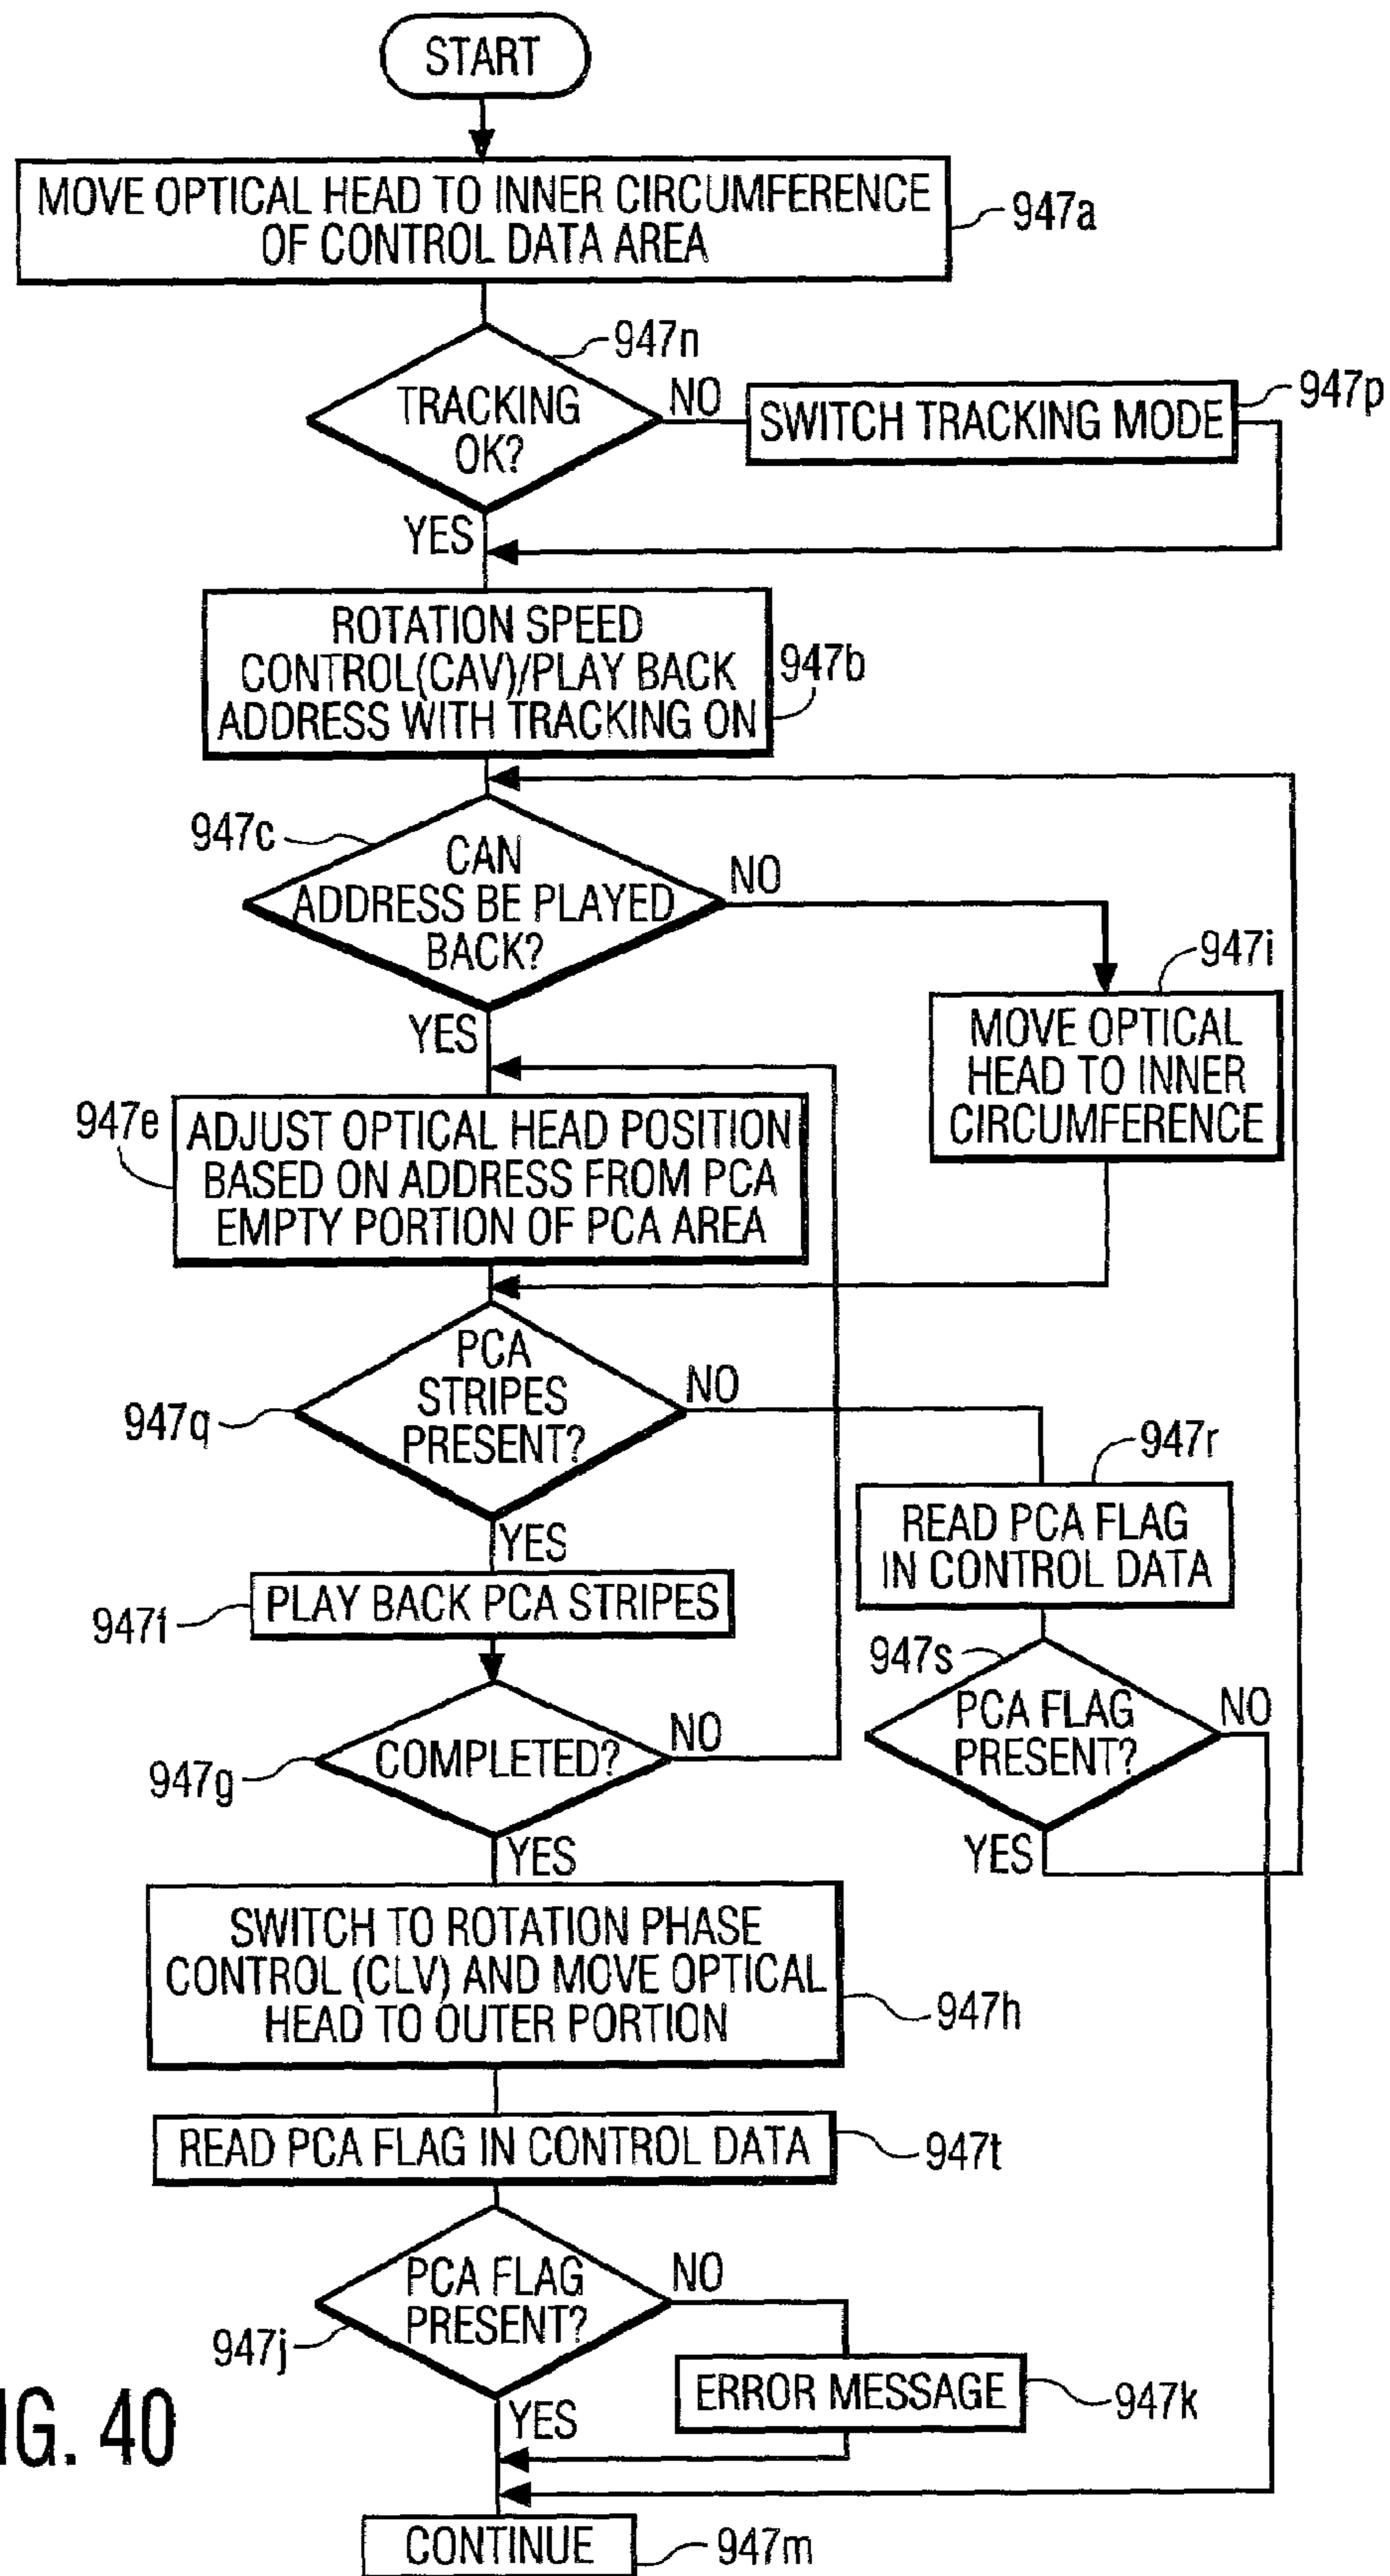 START
MOVE OPTICAL HEAD TO INNER CIRCUMFERENCE
OF CONTROL DATA AREA
947a
947n
TRACKING
OK?
NO
SWITCH TRACKING MODE
947p
YES
ROTATION SPEED
CONTROL(CAV)/PLAY BACK
ADDRESS WITH TRACKING ON
947b
947c
CAN
ADDRESS BE PLAYED
BACK?
NO
YES
947i
MOVE OPTICAL
HEAD TO INNER
CIRCUMFERENCE
947e
ADJUST OPTICAL HEAD POSITION
BASED ON ADDRESS FROM PCA
EMPTY PORTION OF PCA AREA
947q
PCA
STRIPES
PRESENT?
NO
YES
947r
READ PCA FLAG
IN CONTROL DATA
947f
PLAY BACK PCA STRIPES
947s
PCA FLAG
PRESENT?
NO
YES
947g
COMPLETED?
NO
YES
SWITCH TO ROTATION PHASE
CONTROL (CLV) AND MOVE OPTICAL
HEAD TO OUTER PORTION
947h
READ PCA FLAG IN CONTROL DATA
947t
947j
PCA FLAG
PRESENT?
NO
YES
ERROR MESSAGE
947k
IG. 40
CONTINUE
947m